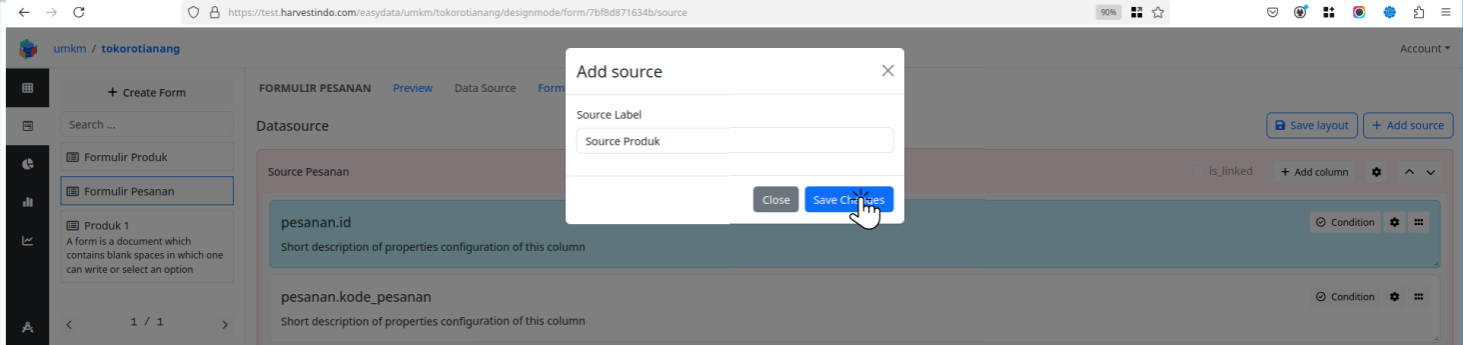 https://test.harvestindo.com/easydata/umkm/tokorotianang/designmode/form/7bf8d871634b/source
90%
umkm / tokorotianang
Account
+ Create Form
Search ...
Formulir Produk
Formulir Pesanan
Produk 1
A form is a document which
contains blank spaces in which one
can write or select an option
< 1 / 1 >
FORMULIR PESANAN Preview Data Source Form
Datasource
Save layout
+ Add source
Source Pesanan
is_linked
+ Add column
pesanan.id
Short description of properties configuration of this column
Condition
pesanan.kode_pesanan
Short description of properties configuration of this column
Condition
Add source
Source Label
Source Produk
Close
Save Changes